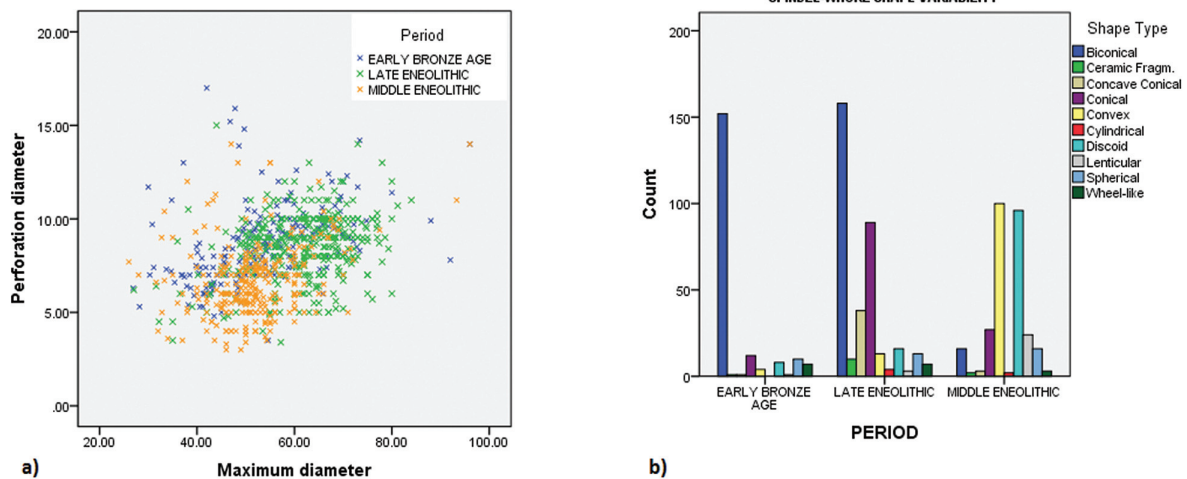 20.00
15.00
10.00
5.00
.00
Perforation diameter
Period
EARLY BRONZE AGE
LATE ENEOLITHIC
MIDDLE ENEOLITHIC
20.00 40.00 60.00 80.00 100.00
Maximum diameter
a)
200
150
100
50
0
Count
EARLY BRONZE
AGE
LATE ENEOLITHIC
MIDDLE ENEOLITHIC
PERIOD
Shape Type
Biconical
Ceramic Fragm.
Concave Conical
Conical
Convex
Cylindrical
Discoid
Lenticular
Spherical
Wheel-like
b)